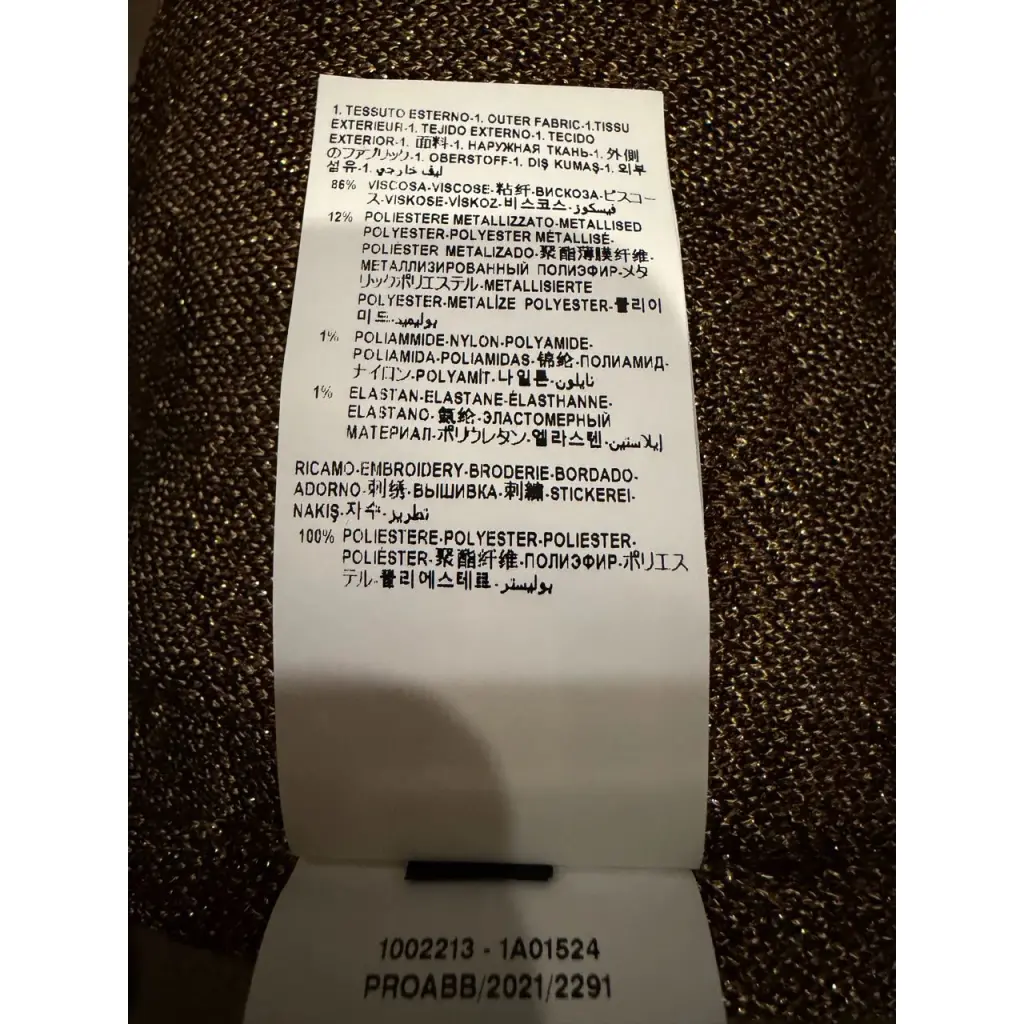 1. TESSUTO ESTERNO-1. OUTER FABRIC-1.TISSU
EXTERIEUR-1. TEJIDO EXTERNO-1. TECIDO
EXTERIOR-1. 面料-1. НАРУЖНАЯ ТКАНЬ-1. 外側
のファブリック-1. OBERSTOFF-1. DIŞ KUMAŞ-1. 외부
섬유-1. ليف خارجي
86% VISCOSA-VISCOSE-粘纤-ВИСКОЗА-ビスコー
ス-VISKOSE-VİSKOZ-비스코스-فيسكوز
12% POLIESTERE METALLIZZATO-METALLISED
POLYESTER-POLYESTER METALLISÉ-
POLIÉSTER METALIZADO-聚酯薄膜纤维-
МЕТАЛЛИЗИРОВАННЫЙ ПОЛИЭФИР-メタ
リックポリエステル-METALLISIERTE
POLYESTER-METALİZE POLYESTER-폴리이
미드-بوليميد
1% POLIAMMIDE-NYLON-POLYAMIDE-
POLIAMIDA-POLIAMIDAS-锦纶-ПОЛИАМИД-
ナイロン-POLYAMİT-나일론-نايلون
1% ELASTAN-ELASTANE-ÉLASTHANNE-
ELASTANO-氨纶-ЭЛАСТОМЕРНЫЙ
МАТЕРИАЛ-ポリウレタン-엘라스텐-إيلاستين
RICAMO-EMBROIDERY-BRODERIE-BORDADO-
ADORNO-刺绣-ВЫШИВКА-刺繍-STICKEREI-
NAKIŞ-자수-تطريز
100% POLIESTERE-POLYESTER-POLIESTER-
POLIÉSTER-聚酯纤维-ПОЛИЭФИР-ポリエス
テル-폴리에스테르-بوليستر
1002213 - 1A01524
PROABB/2021/2291